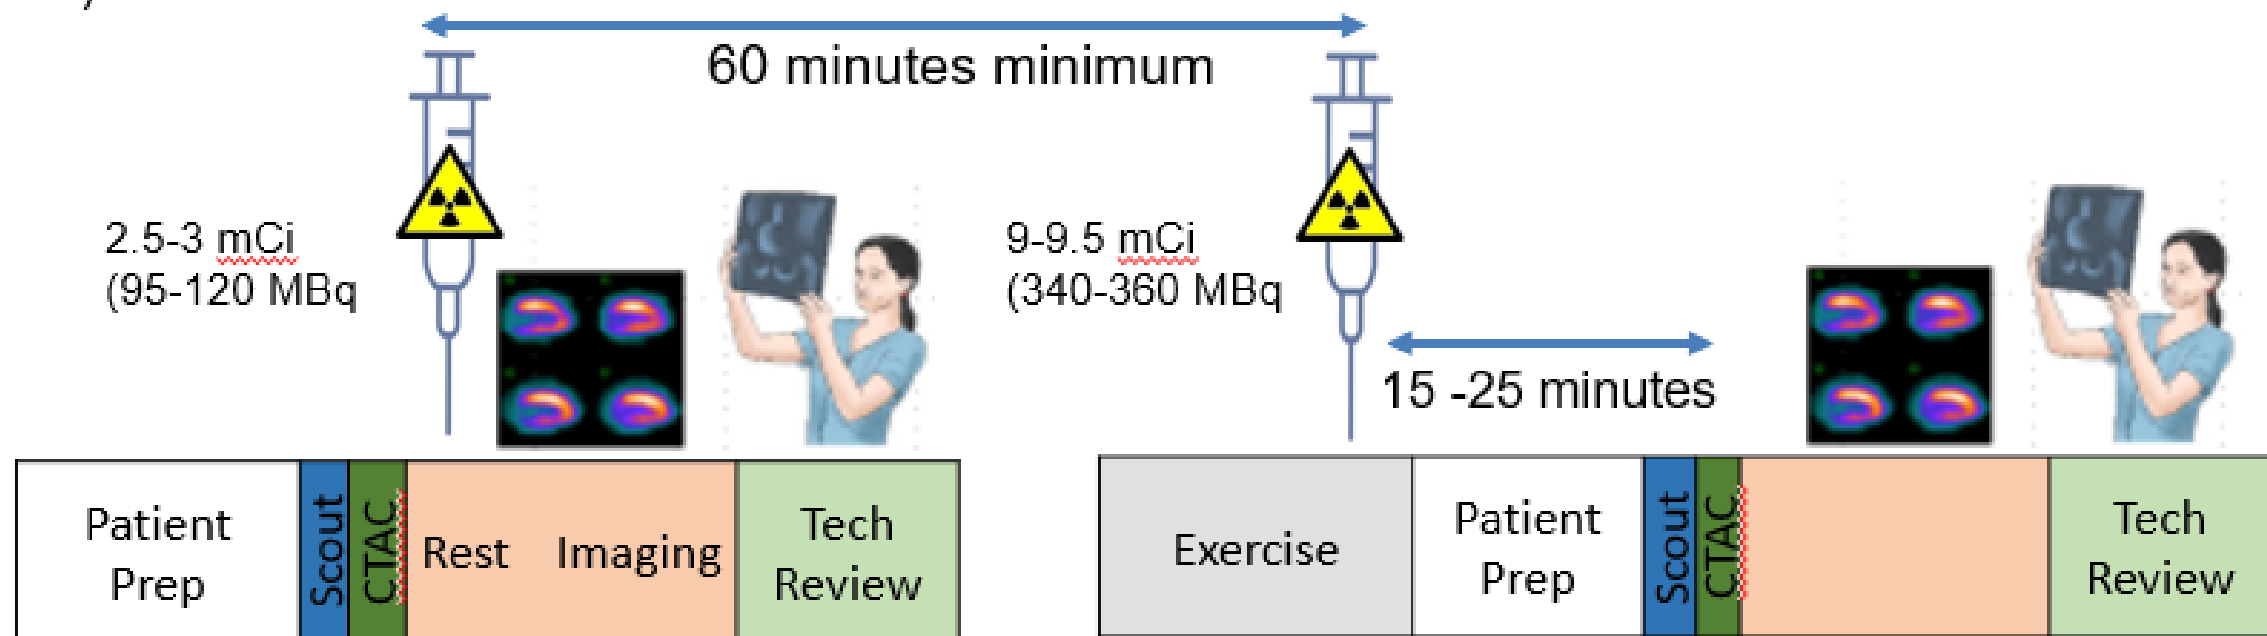 60 minutes minimum
2.5-3 mCi
(95-120 MBq
9-9.5 mCi
(340-360 MBq
15 -25 minutes
Patient
Prep
Scout
CTAC
Rest Imaging
Tech
Review
Exercise
Patient
Prep
Scout
CTAC
Tech
Review